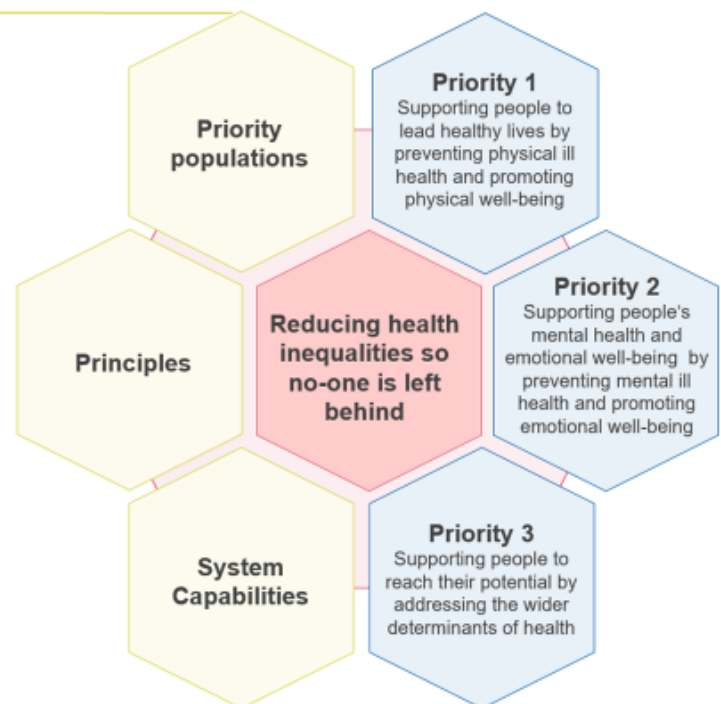 Priority
populations
Priority 1
Supporting people to
lead healthy lives by
preventing physical ill
health and promoting
physical well-being
Principles
Reducing health
inequalities so
no-one is left
behind
Priority 2
Supporting people's
mental health and
emotional well-being by
preventing mental ill
health and promoting
emotional well-being
System
Capabilities
Priority 3
Supporting people to
reach their potential by
addressing the wider
determinants of health